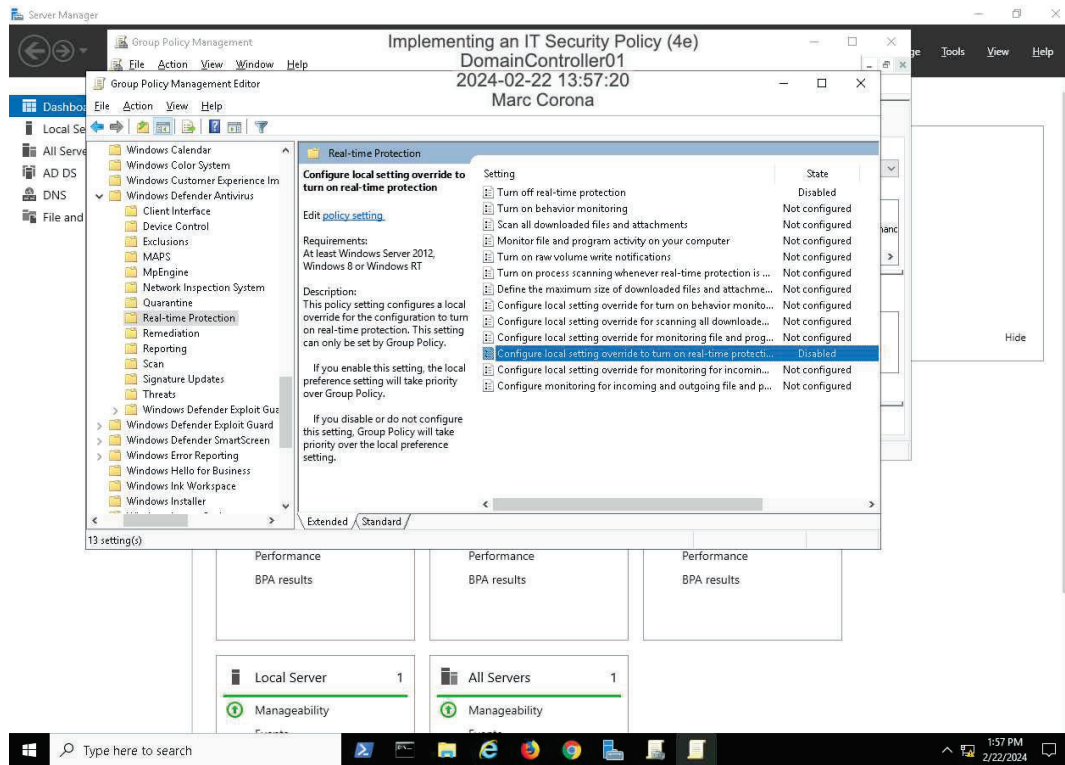 Server Manager
Group Policy Management
Implementing an IT Security Policy (4e)
DomainController01
2024-02-22 13:57:20
Marc Corona
File Action View Window Help
Tools View Help
Group Policy Management Editor
File Action View Help
Dashbo
Local Se
All Serve
AD DS
DNS
File and
Windows Calendar
Windows Color System
Windows Customer Experience Im
Windows Defender Antivirus
Client Interface
Device Control
Exclusions
MAPS
MpEngine
Network Inspection System
Quarantine
Real-time Protection
Remediation
Reporting
Scan
Signature Updates
Threats
Windows Defender Exploit Gua
Windows Defender Exploit Guard
Windows Defender SmartScreen
Windows Error Reporting
Windows Hello for Business
Windows Ink Workspace
Windows Installer
Real-time Protection
Configure local setting override to
turn on real-time protection
Edit policy setting
Requirements:
At least Windows Server 2012,
Windows 8 or Windows RT
Description:
This policy setting configures a local
override for the configuration to turn
on real-time protection. This setting
can only be set by Group Policy.
If you enable this setting, the local
preference setting will take priority
over Group Policy.
If you disable or do not configure
this setting, Group Policy will take
priority over the local preference
setting.
Setting State
Turn off real-time protection Disabled
Turn on behavior monitoring Not configured
Scan all downloaded files and attachments Not configured
Monitor file and program activity on your computer Not configured
Turn on raw volume write notifications Not configured
Turn on process scanning whenever real-time protection is ... Not configured
Define the maximum size of downloaded files and attachme... Not configured
Configure local setting override for turn on behavior monito... Not configured
Configure local setting override for scanning all downloade... Not configured
Configure local setting override for monitoring file and prog... Not configured
Configure local setting override to turn on real-time protecti... Disabled
Configure local setting override for monitoring for incomin... Not configured
Configure monitoring for incoming and outgoing file and p... Not configured
Extended Standard
13 setting(s)
Hide
Performance Performance Performance
BPA results BPA results BPA results
Local Server 1
Manageability
All Servers 1
Manageability
Type here to search
1:57 PM
2/22/2024